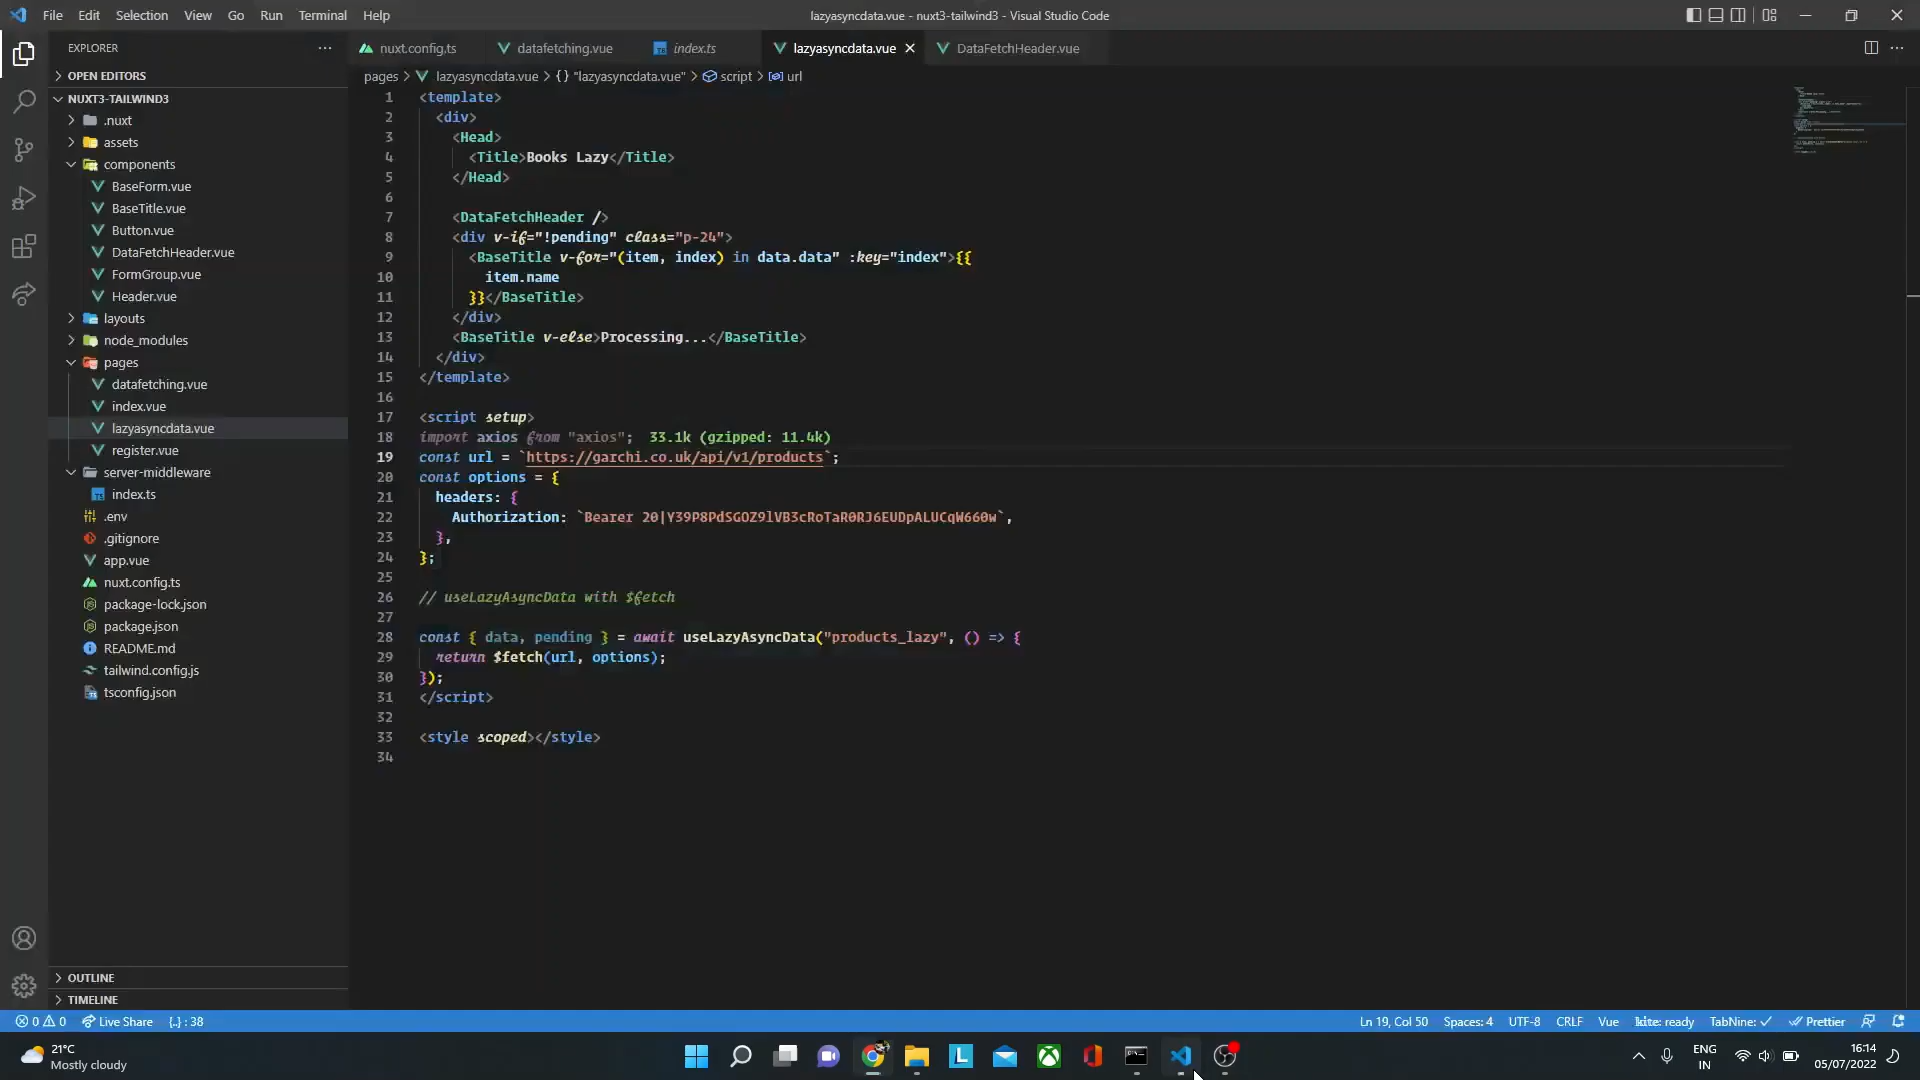 File Edit Selection View Go Run Terminal Help
lazyasyncdata.vue - nuxt3-tailwind3 - Visual Studio Code
EXPLORER
nuxt.config.ts datafetching.vue index.ts lazyasyncdata.vue DataFetchHeader.vue
OPEN EDITORS
pages > lazyasyncdata.vue > {} "lazyasyncdata.vue" > script > url
NUXT3-TAILWIND3
.nuxt
assets
components
BaseForm.vue
BaseTitle.vue
Button.vue
DataFetchHeader.vue
FormGroup.vue
Header.vue
layouts
node_modules
pages
datafetching.vue
index.vue
lazyasyncdata.vue
register.vue
server-middleware
index.ts
.env
.gitignore
app.vue
nuxt.config.ts
package-lock.json
package.json
README.md
tailwind.config.js
tsconfig.json
OUTLINE
TIMELINE
1 <template>
2 <div>
3 <Head>
4 <Title>Books Lazy</Title>
5 </Head>
6
7 <DataFetchHeader />
8 <div v-if="!pending" class="p-24">
9 <BaseTitle v-for="(item, index) in data.data" :key="index">{{
10 item.name
11 }}</BaseTitle>
12 </div>
13 <BaseTitle v-else>Processing...</BaseTitle>
14 </div>
15 </template>
16
17 <script setup>
18 import axios from "axios"; 33.1k (gzipped: 11.4k)
19 const url = `https://garchi.co.uk/api/v1/products`;
20 const options = {
21 headers: {
22 Authorization: `Bearer 20|Y39P8PdSGOZ9lVB3cRoTaR0RJ6EUDpALUCqW660w`,
23 },
24 };
25
26 // useLazyAsyncData with $fetch
27
28 const { data, pending } = await useLazyAsyncData("products_lazy", () => {
29 return $fetch(url, options);
30 });
31 </script>
32
33 <style scoped></style>
34
0 0 Live Share {..} : 38
Ln 19, Col 50 Spaces: 4 UTF-8 CRLF Vue kite: ready TabNine: Prettier
21°C
Mostly cloudy
ENG
IN
16:14
05/07/2022